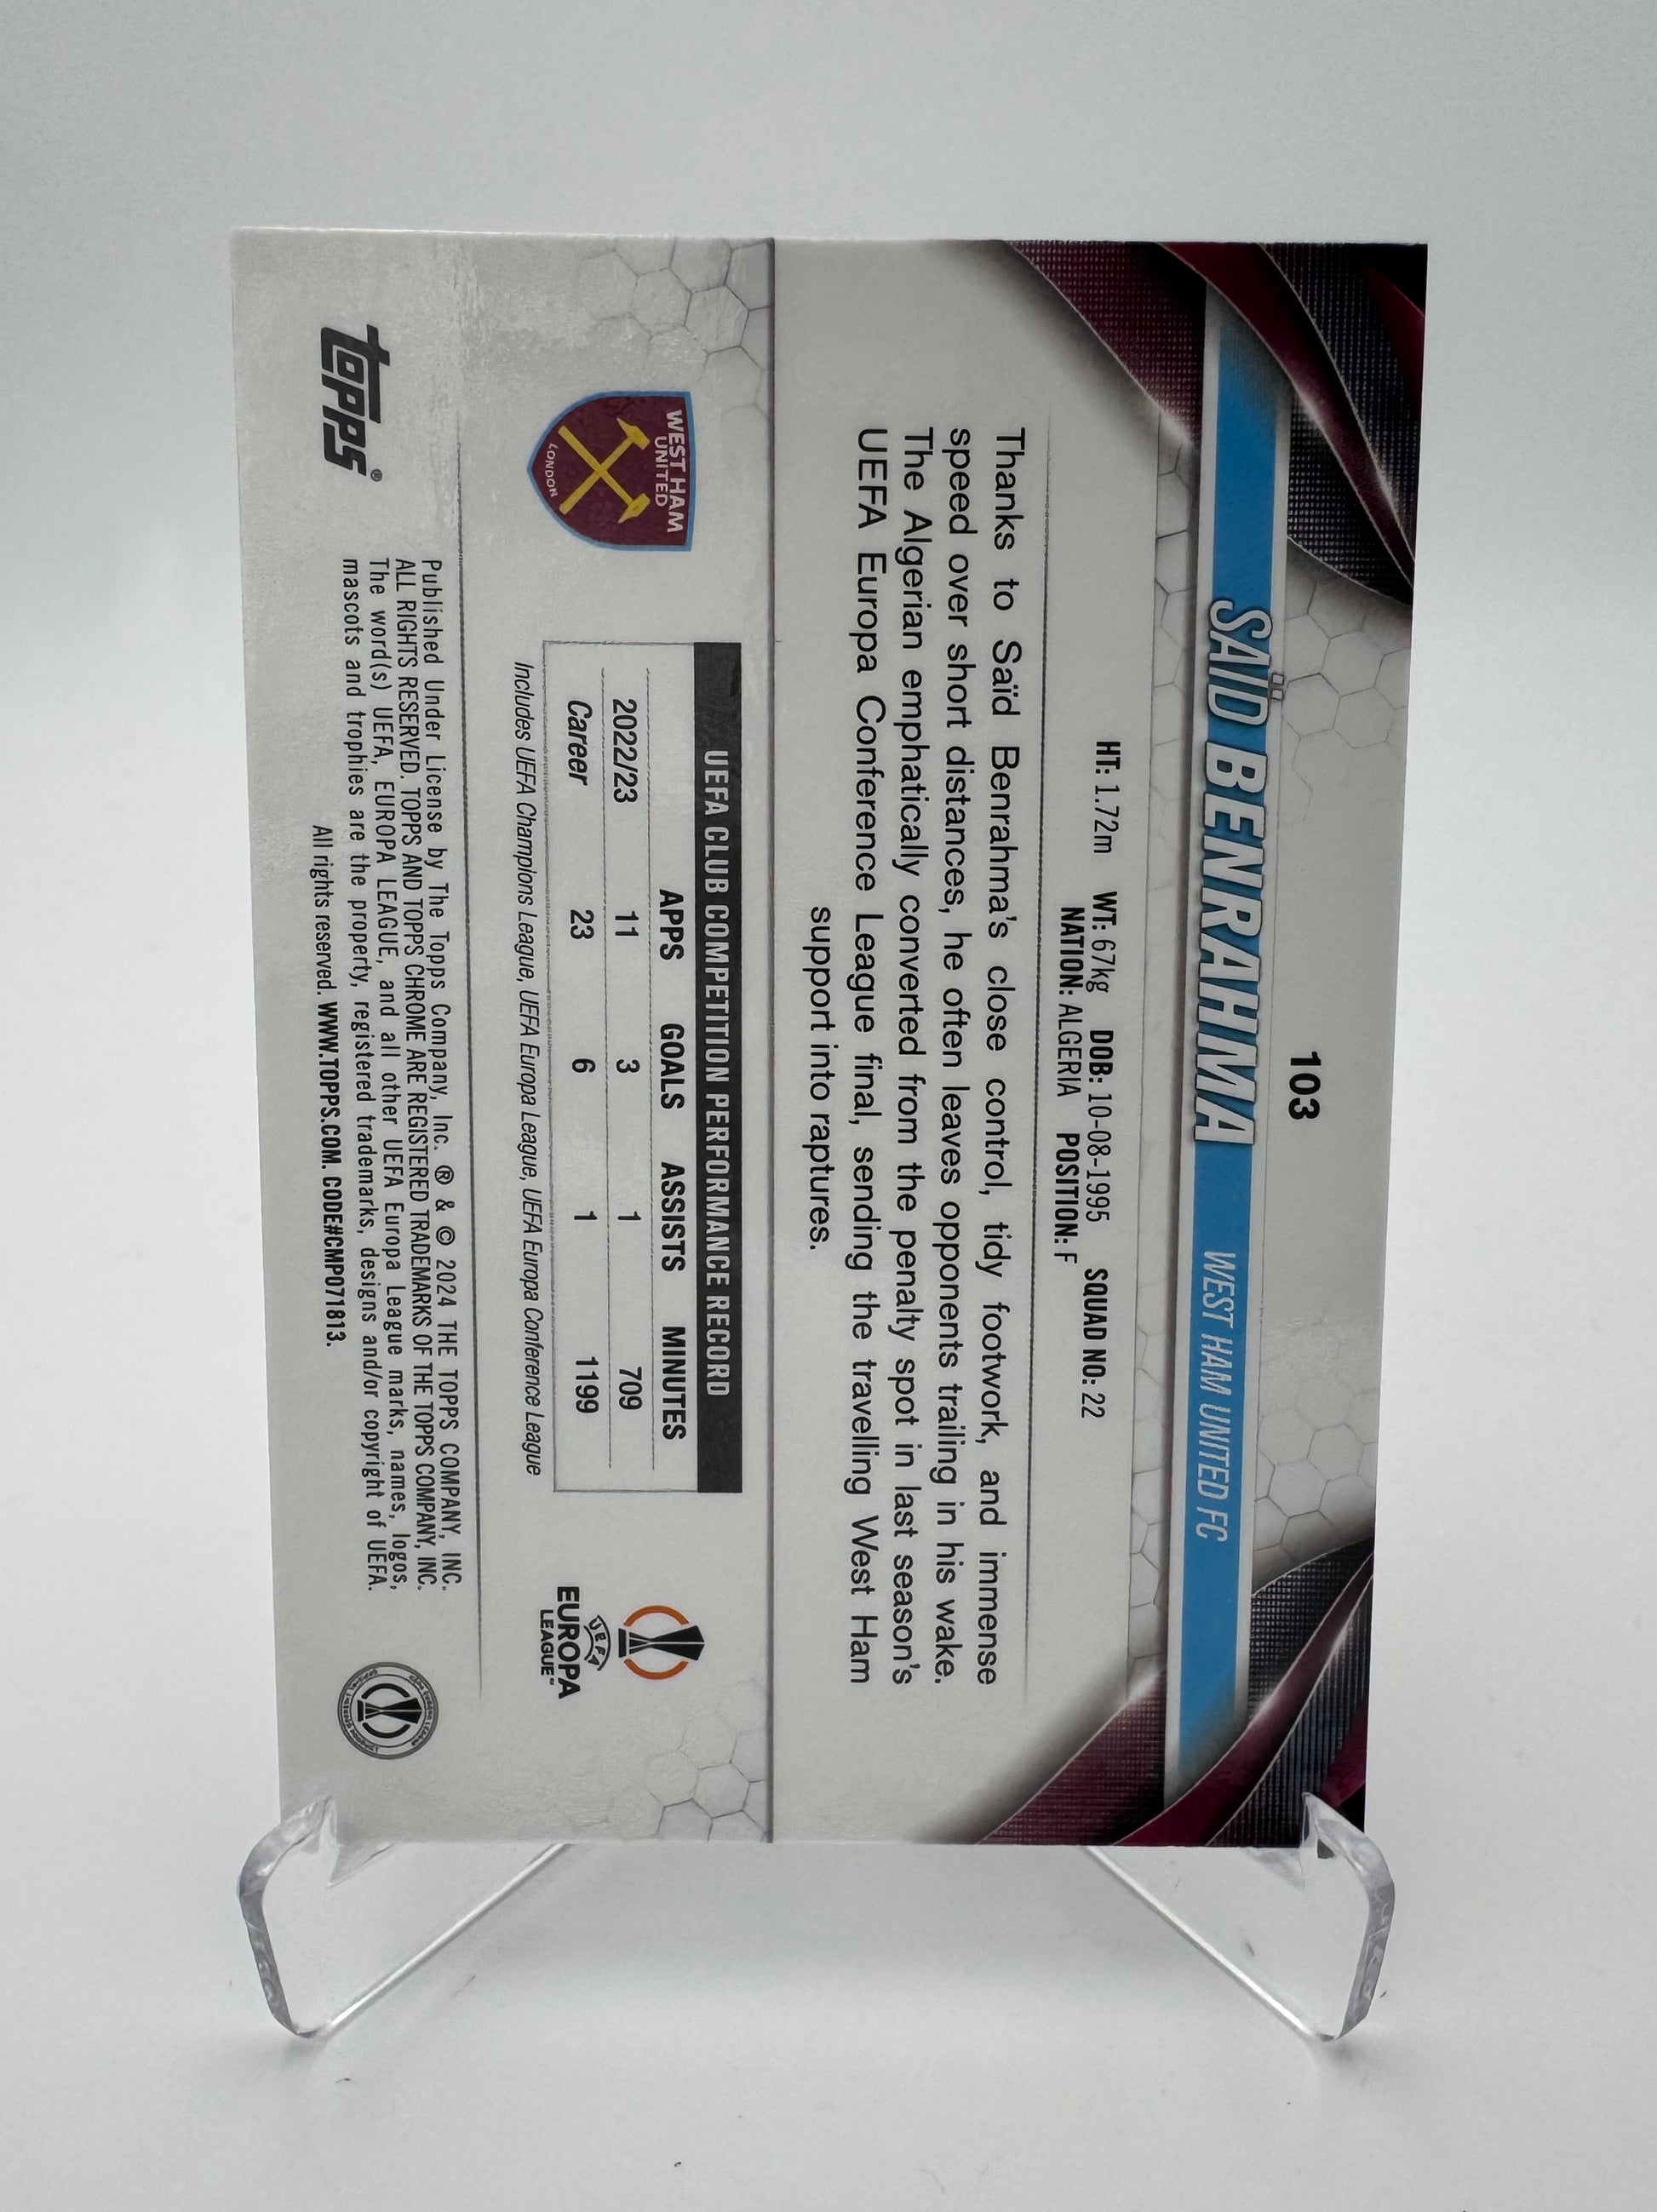 103
SAÏD BENRAHMA WEST HAM UNITED FC
HT: 1.72m WT: 67kg DOB: 10-08-1995 SQUAD NO: 22
NATION: ALGERIA POSITION: F
Thanks to Saïd Benrahma's close control, tidy footwork, and immense
speed over short distances, he often leaves opponents trailing in his wake.
The Algerian emphatically converted from the penalty spot in last season's
UEFA Europa Conference League final, sending the travelling West Ham
support into raptures.
WEST HAM
UNITED
LONDON
UEFA CLUB COMPETITION PERFORMANCE RECORD
APPS GOALS ASSISTS MINUTES
2022/23 11 3 1 709
Career 23 6 1 1199
Includes UEFA Champions League, UEFA Europa League, UEFA Europa Conference League
UEFA
EUROPA
LEAGUE™
topps®
Published Under License by The Topps Company, Inc. ® & © 2024 THE TOPPS COMPANY, INC.
ALL RIGHTS RESERVED. TOPPS AND TOPPS CHROME ARE REGISTERED TRADEMARKS OF THE TOPPS COMPANY, INC.
The word(s) UEFA, EUROPA LEAGUE, and all other UEFA Europa League marks, names, logos,
mascots and trophies are the property, registered trademarks, designs and/or copyright of UEFA.
All rights reserved. WWW.TOPPS.COM. CODE#CMP071813.